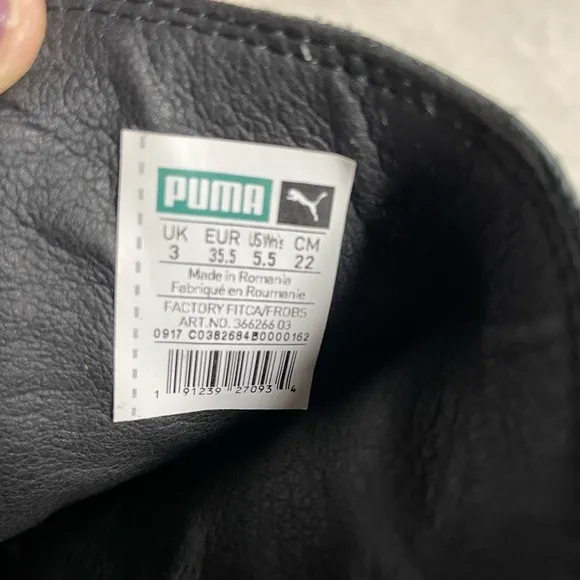 PUMA
UK EUR US Wn's CM
3 35.5 5.5 22
Made in Romania
Fabriqué en Roumanie
FACTORY FITCA/FROBS
ART.NO. 366266 03
0917 C0382684B0000162
1 91239 27093 4